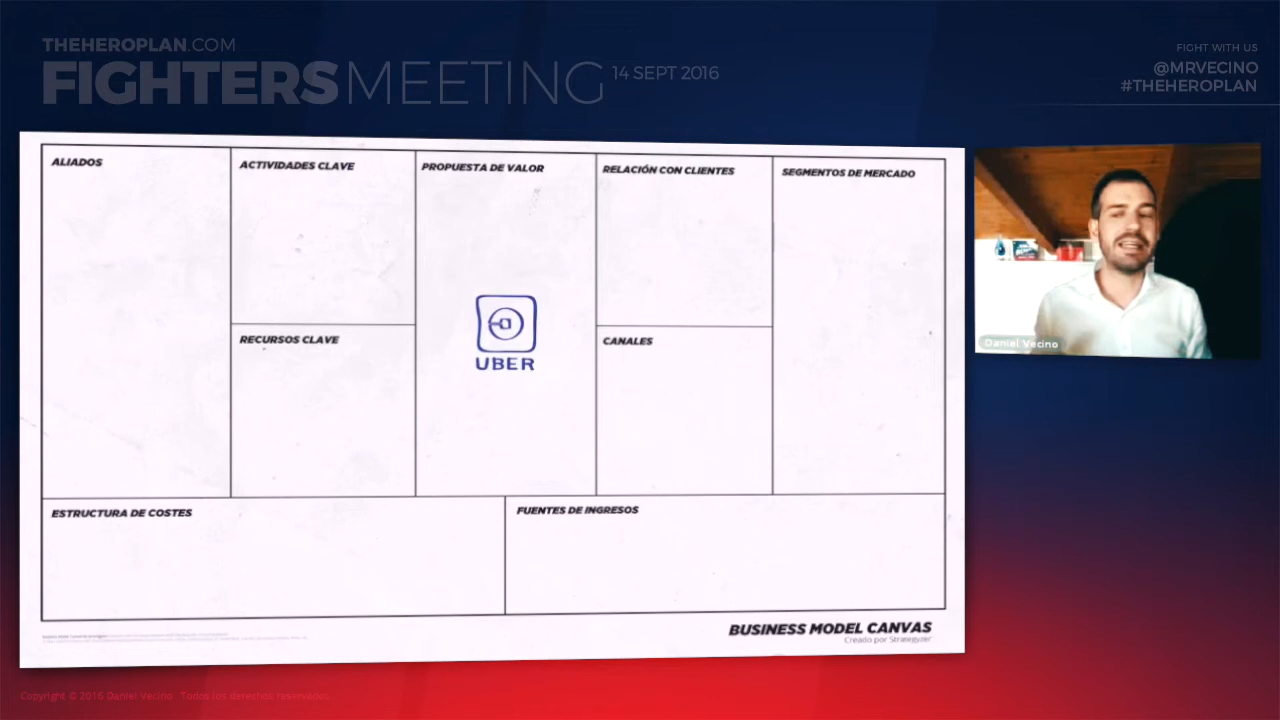 THEHEROPLAN.COM
FIGHTERSMEETING 14 SEPT 2016
FIGHT WITH US
@MRVECINO
#THEHEROPLAN
ALIADOS
ACTIVIDADES CLAVE
PROPUESTA DE VALOR
RELACIÓN CON CLIENTES
SEGMENTOS DE MERCADO
UBER
RECURSOS CLAVE
CANALES
Daniel Vecino
ESTRUCTURA DE COSTES
FUENTES DE INGRESOS
BUSINESS MODEL CANVAS
Creado por Strategyzer
Copyright © 2016 Daniel Vecino. Todos los derechos reservados.